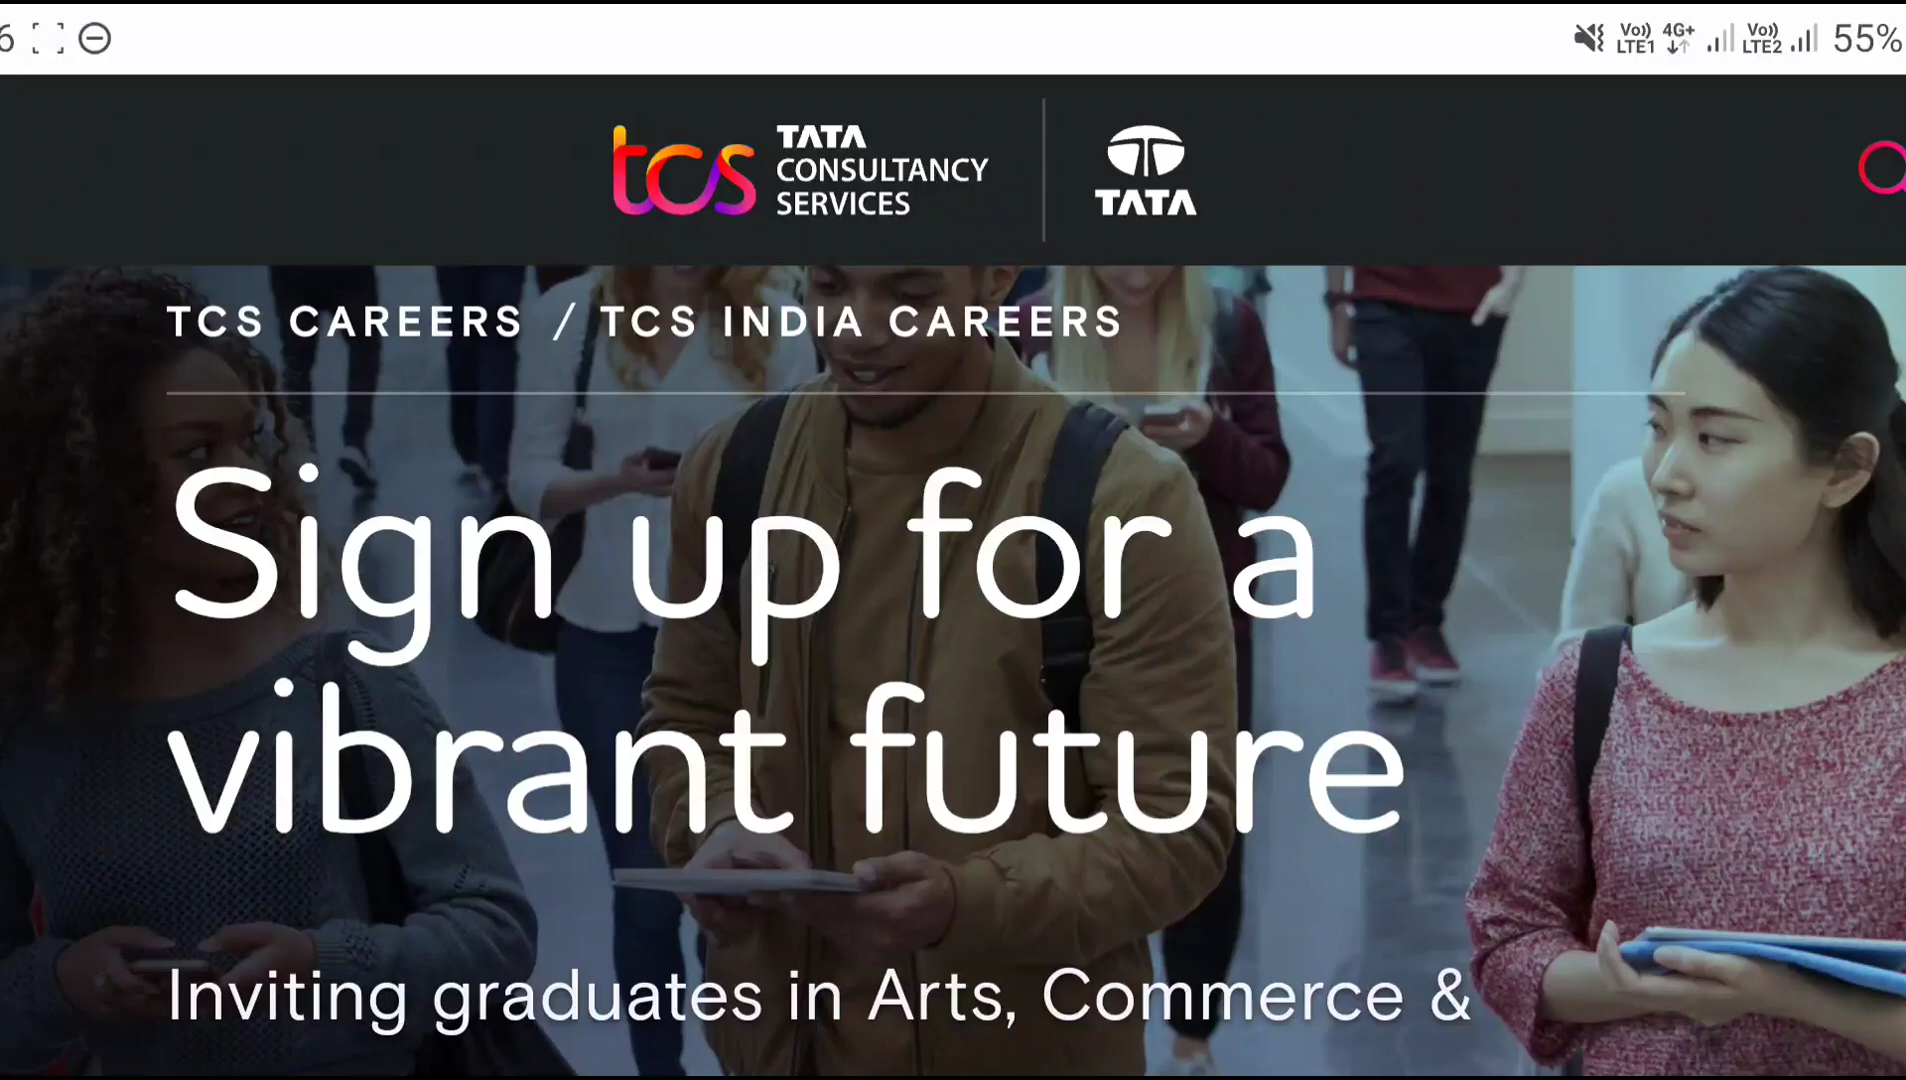 6
Vo)) LTE1 4G+ Vo)) LTE2 55%
tcs TATA CONSULTANCY SERVICES
TATA
TCS CAREERS / TCS INDIA CAREERS
Sign up for a
vibrant future
Inviting graduates in Arts, Commerce &